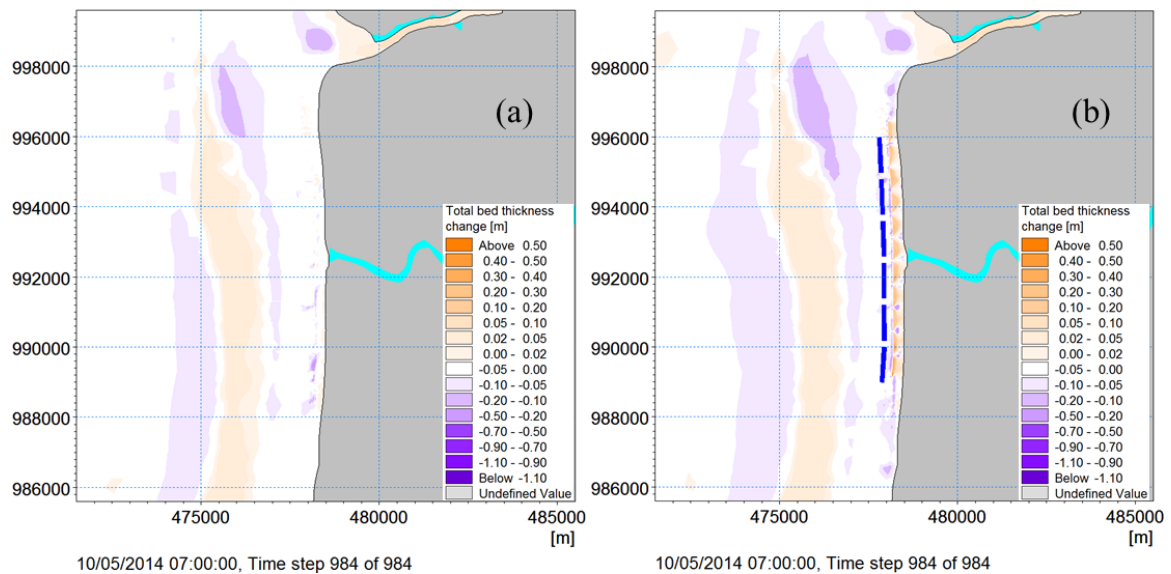 (a)
998000
996000
994000
992000
990000
988000
986000
Total bed thickness
change [m]
Above 0.50
0.40 - 0.50
0.30 - 0.40
0.20 - 0.30
0.10 - 0.20
0.05 - 0.10
0.02 - 0.05
0.00 - 0.02
-0.05 - 0.00
-0.10 - -0.05
-0.20 - -0.10
-0.50 - -0.20
-0.70 - -0.50
-0.90 - -0.70
-1.10 - -0.90
Below -1.10
Undefined Value
475000 480000 485000
[m]
10/05/2014 07:00:00, Time step 984 of 984
(b)
998000
996000
994000
992000
990000
988000
986000
Total bed thickness
change [m]
Above 0.50
0.40 - 0.50
0.30 - 0.40
0.20 - 0.30
0.10 - 0.20
0.05 - 0.10
0.02 - 0.05
0.00 - 0.02
-0.05 - 0.00
-0.10 - -0.05
-0.20 - -0.10
-0.50 - -0.20
-0.70 - -0.50
-0.90 - -0.70
-1.10 - -0.90
Below -1.10
Undefined Value
475000 480000 485000
[m]
10/05/2014 07:00:00, Time step 984 of 984